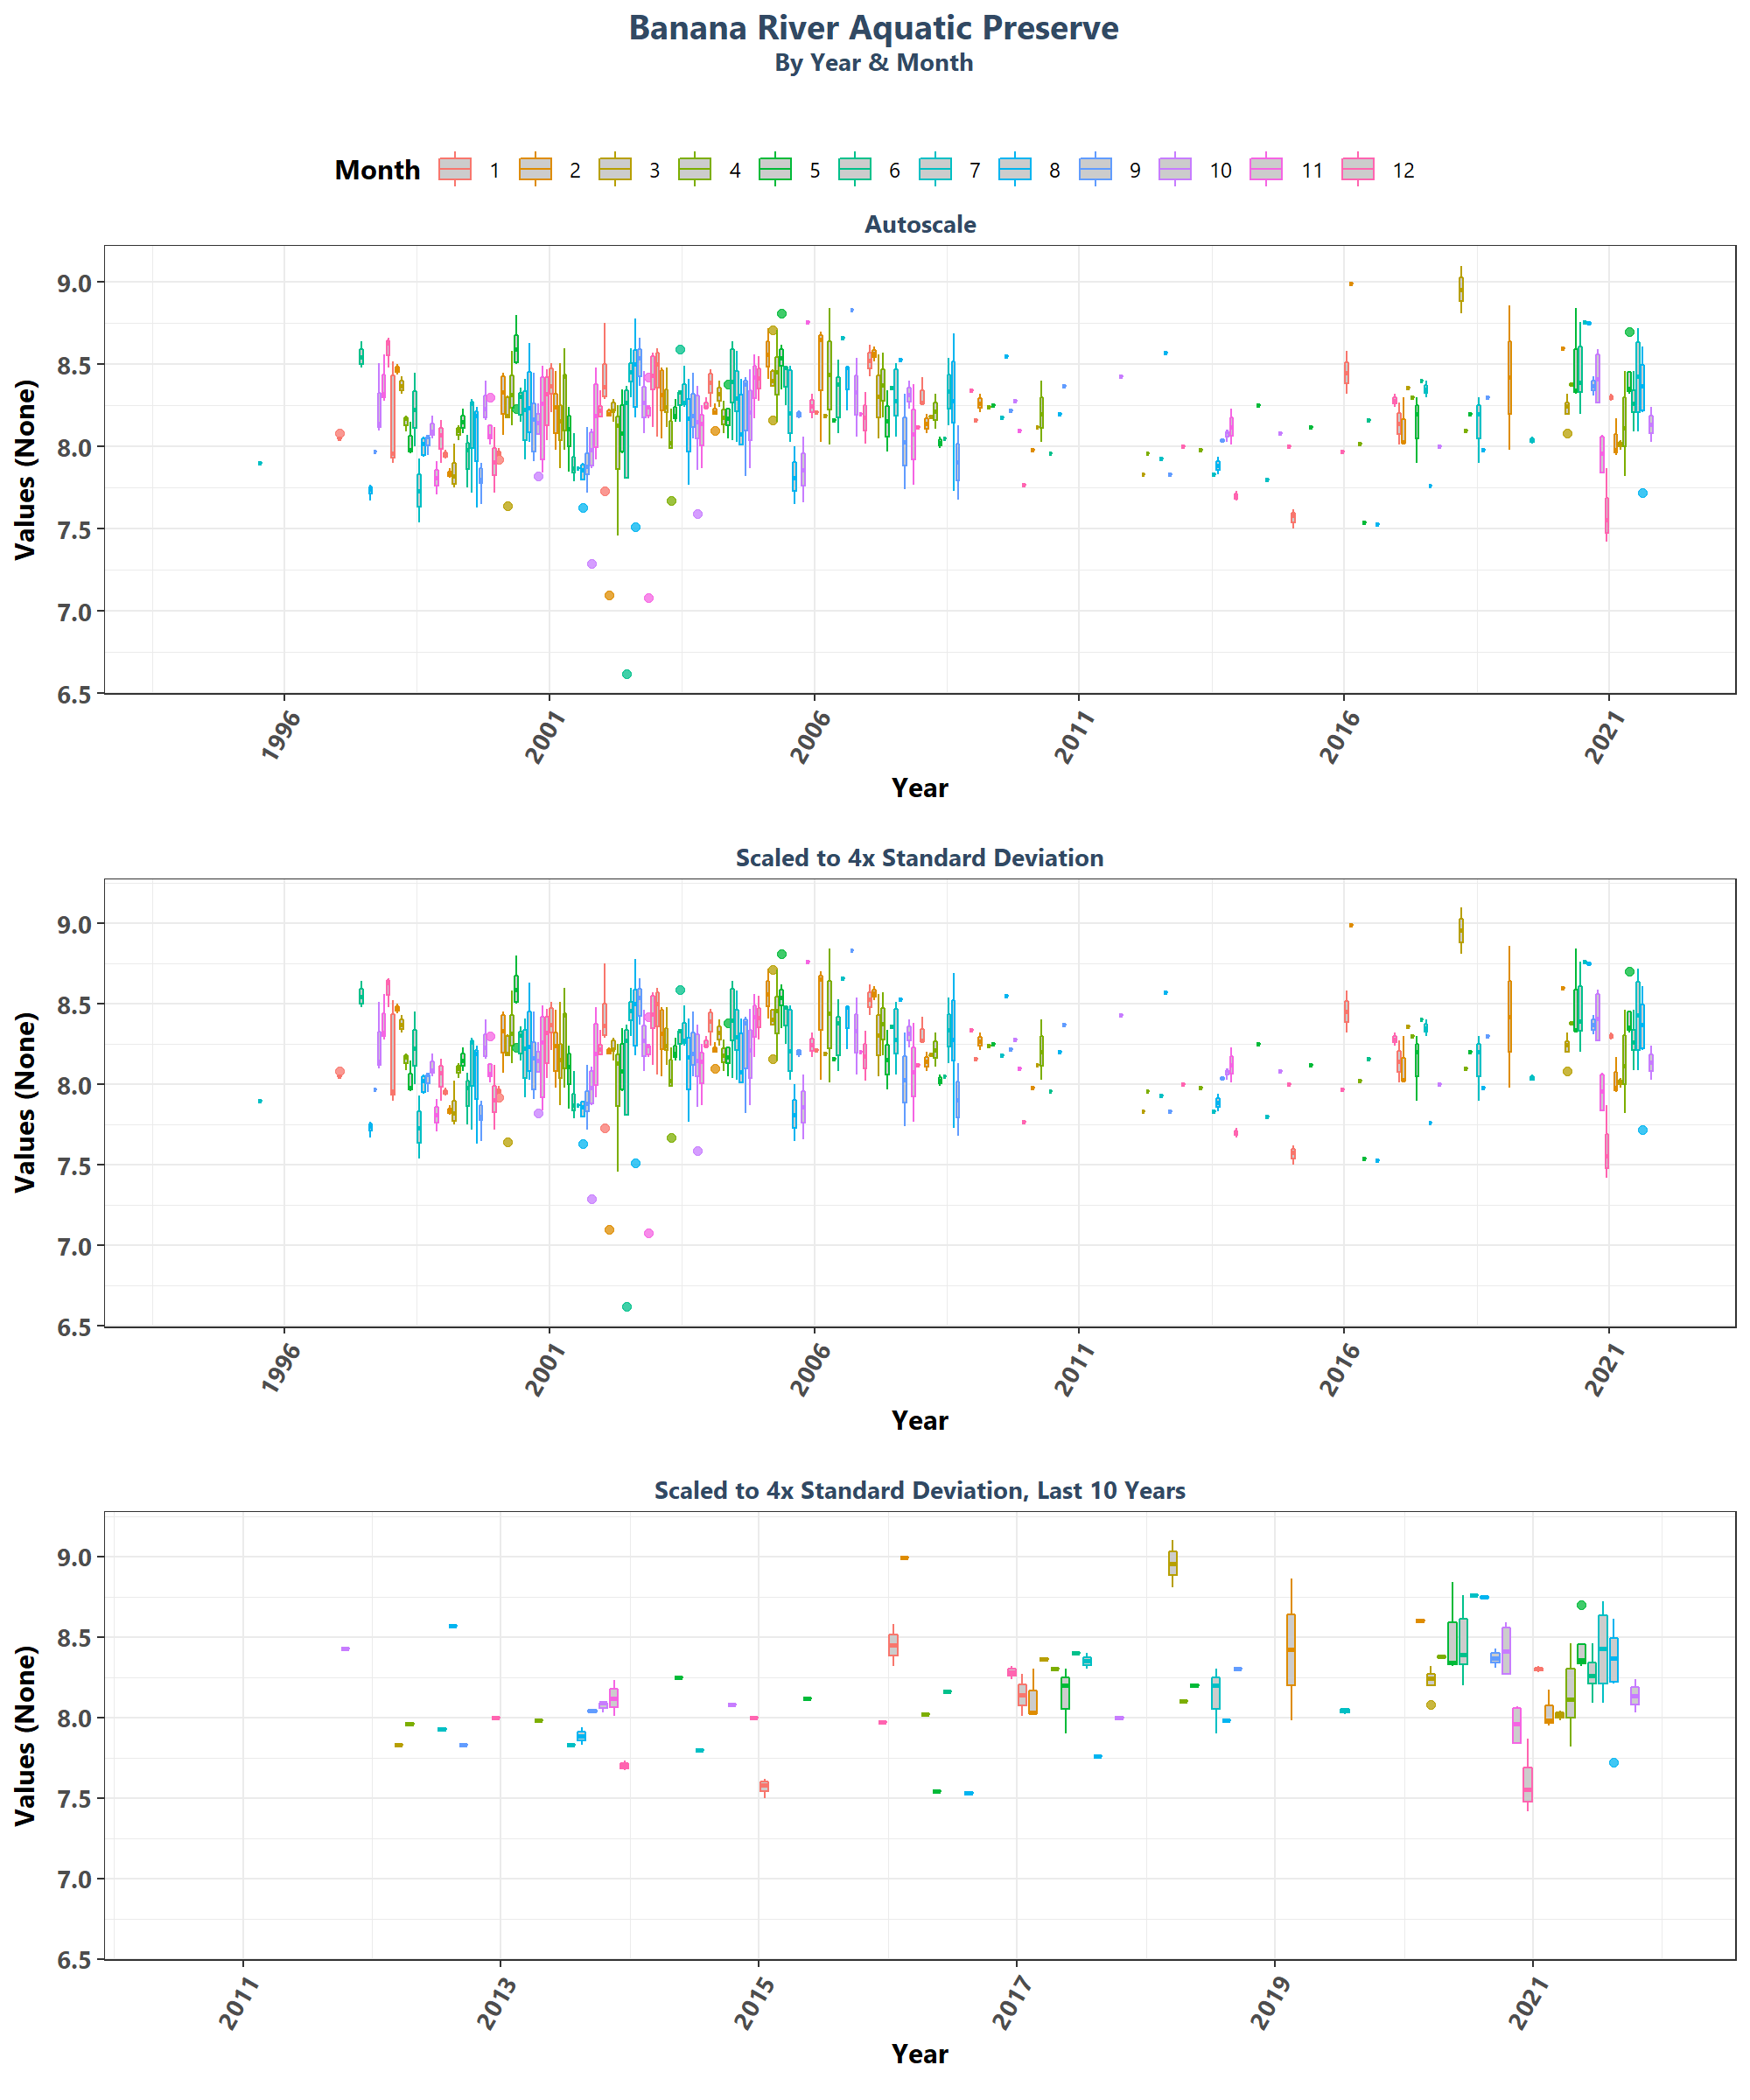 Banana River Aquatic Preserve
By Year & Month
Month 1 2 3 4 5 6 7 8 9 10 11 12
Autoscale
Values (None)
9.0
8.5
8.0
7.5
7.0
6.5
1996 2001 2006 2011 2016 2021
Year
Scaled to 4x Standard Deviation
Values (None)
9.0
8.5
8.0
7.5
7.0
6.5
1996 2001 2006 2011 2016 2021
Year
Scaled to 4x Standard Deviation, Last 10 Years
Values (None)
9.0
8.5
8.0
7.5
7.0
6.5
2011 2013 2015 2017 2019 2021
Year